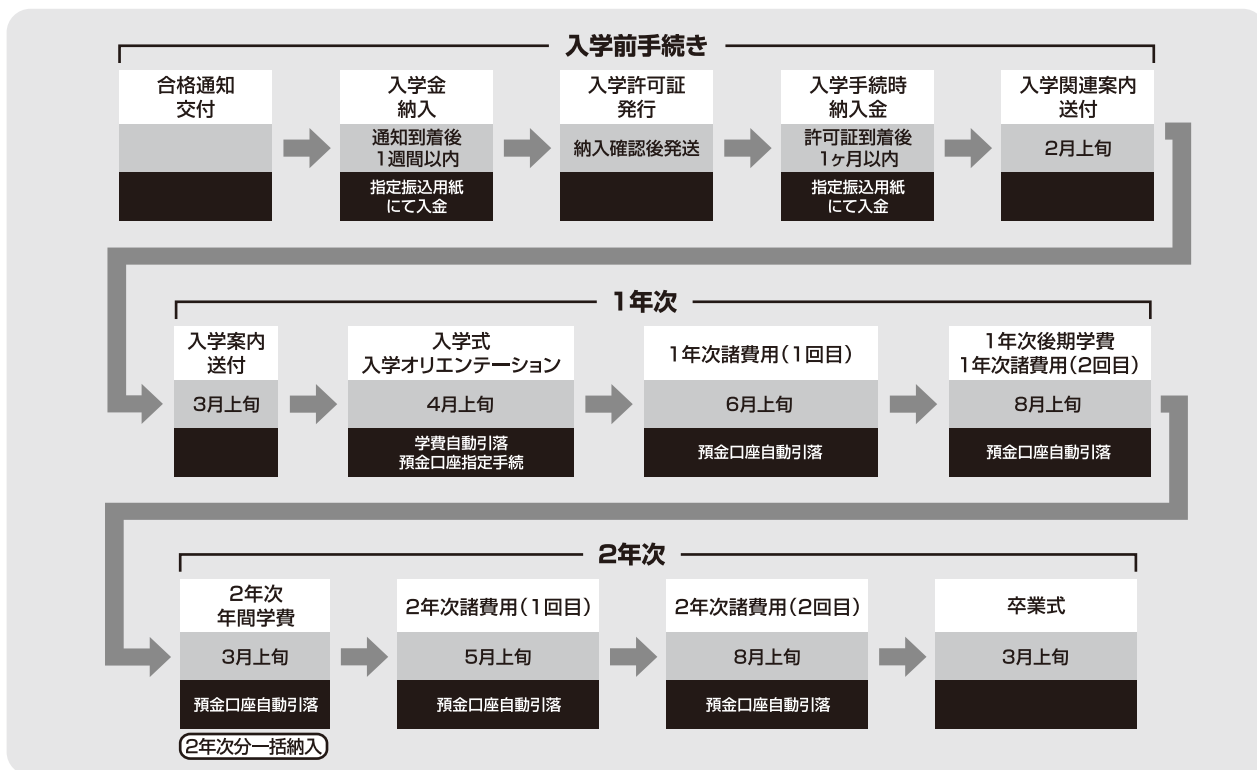 入学前手続き
合格通知
交付
入学金
納入
通知到着後
1週間以内
指定振込用紙
にて入金
入学許可証
発行
納入確認後発送
入学手続時
納入金
許可証到着後
1ヶ月以内
指定振込用紙
にて入金
入学関連案内
送付
2月上旬
1年次
入学案内
送付
3月上旬
入学式
入学オリエンテーション
4月上旬
学費自動引落
預金口座指定手続
1年次諸費用(1回目)
6月上旬
預金口座自動引落
1年次後期学費
1年次諸費用(2回目)
8月上旬
預金口座自動引落
2年次
2年次
年間学費
3月上旬
預金口座自動引落
2年次分一括納入
2年次諸費用(1回目)
5月上旬
預金口座自動引落
2年次諸費用(2回目)
8月上旬
預金口座自動引落
卒業式
3月上旬